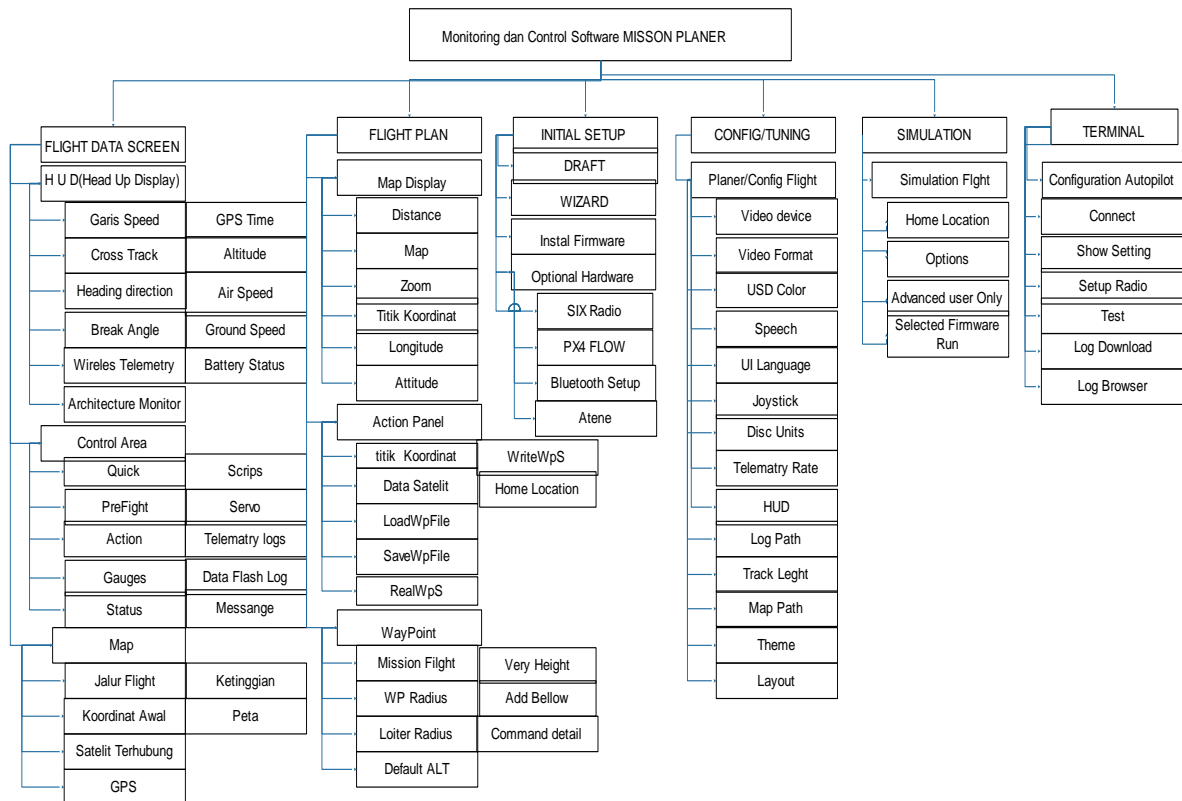 Monitoring dan Control Software MISSON PLANER
FLIGHT DATA SCREEN
H U D(Head Up Display)
Garis Speed
GPS Time
Cross Track
Altitude
Heading direction
Air Speed
Break Angle
Ground Speed
Wireles Telemetry
Battery Status
Architecture Monitor
Control Area
Quick
Scrips
PreFight
Servo
Action
Telematry logs
Gauges
Data Flash Log
Status
Messange
Map
Jalur Flight
Ketinggian
Koordinat Awal
Peta
Satelit Terhubung
GPS
FLIGHT PLAN
Map Display
Distance
Map
Zoom
Titik Koordinat
Longitude
Attitude
Action Panel
titik Koordinat
WriteWpS
Data Satelit
Home Location
LoadWpFile
SaveWpFile
RealWpS
WayPoint
Mission Filght
Very Height
WP Radius
Add Bellow
Loiter Radius
Command detail
Default ALT
INITIAL SETUP
DRAFT
WIZARD
Instal Firmware
Optional Hardware
SIX Radio
PX4 FLOW
Bluetooth Setup
Atene
CONFIG/TUNING
Planer/Config Flight
Video device
Video Format
USD Color
Speech
UI Language
Joystick
Disc Units
Telematry Rate
HUD
Log Path
Track Leght
Map Path
Theme
Layout
SIMULATION
Simulation Flght
Home Location
Options
Advanced user Only
Selected Firmware
Run
TERMINAL
Configuration Autopilot
Connect
Show Setting
Setup Radio
Test
Log Download
Log Browser